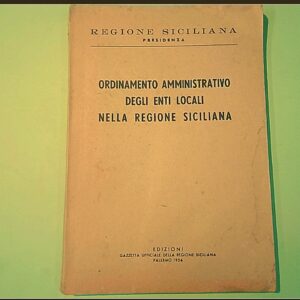 REGIONE SICILIANA
PRESIDENZA
ORDINAMENTO AMMINISTRATIVO
DEGLI ENTI LOCALI
NELLA REGIONE SICILIANA
EDIZIONI
GAZZETTA UFFICIALE DELLA REGIONE SICILIANA
PALERMO 1956